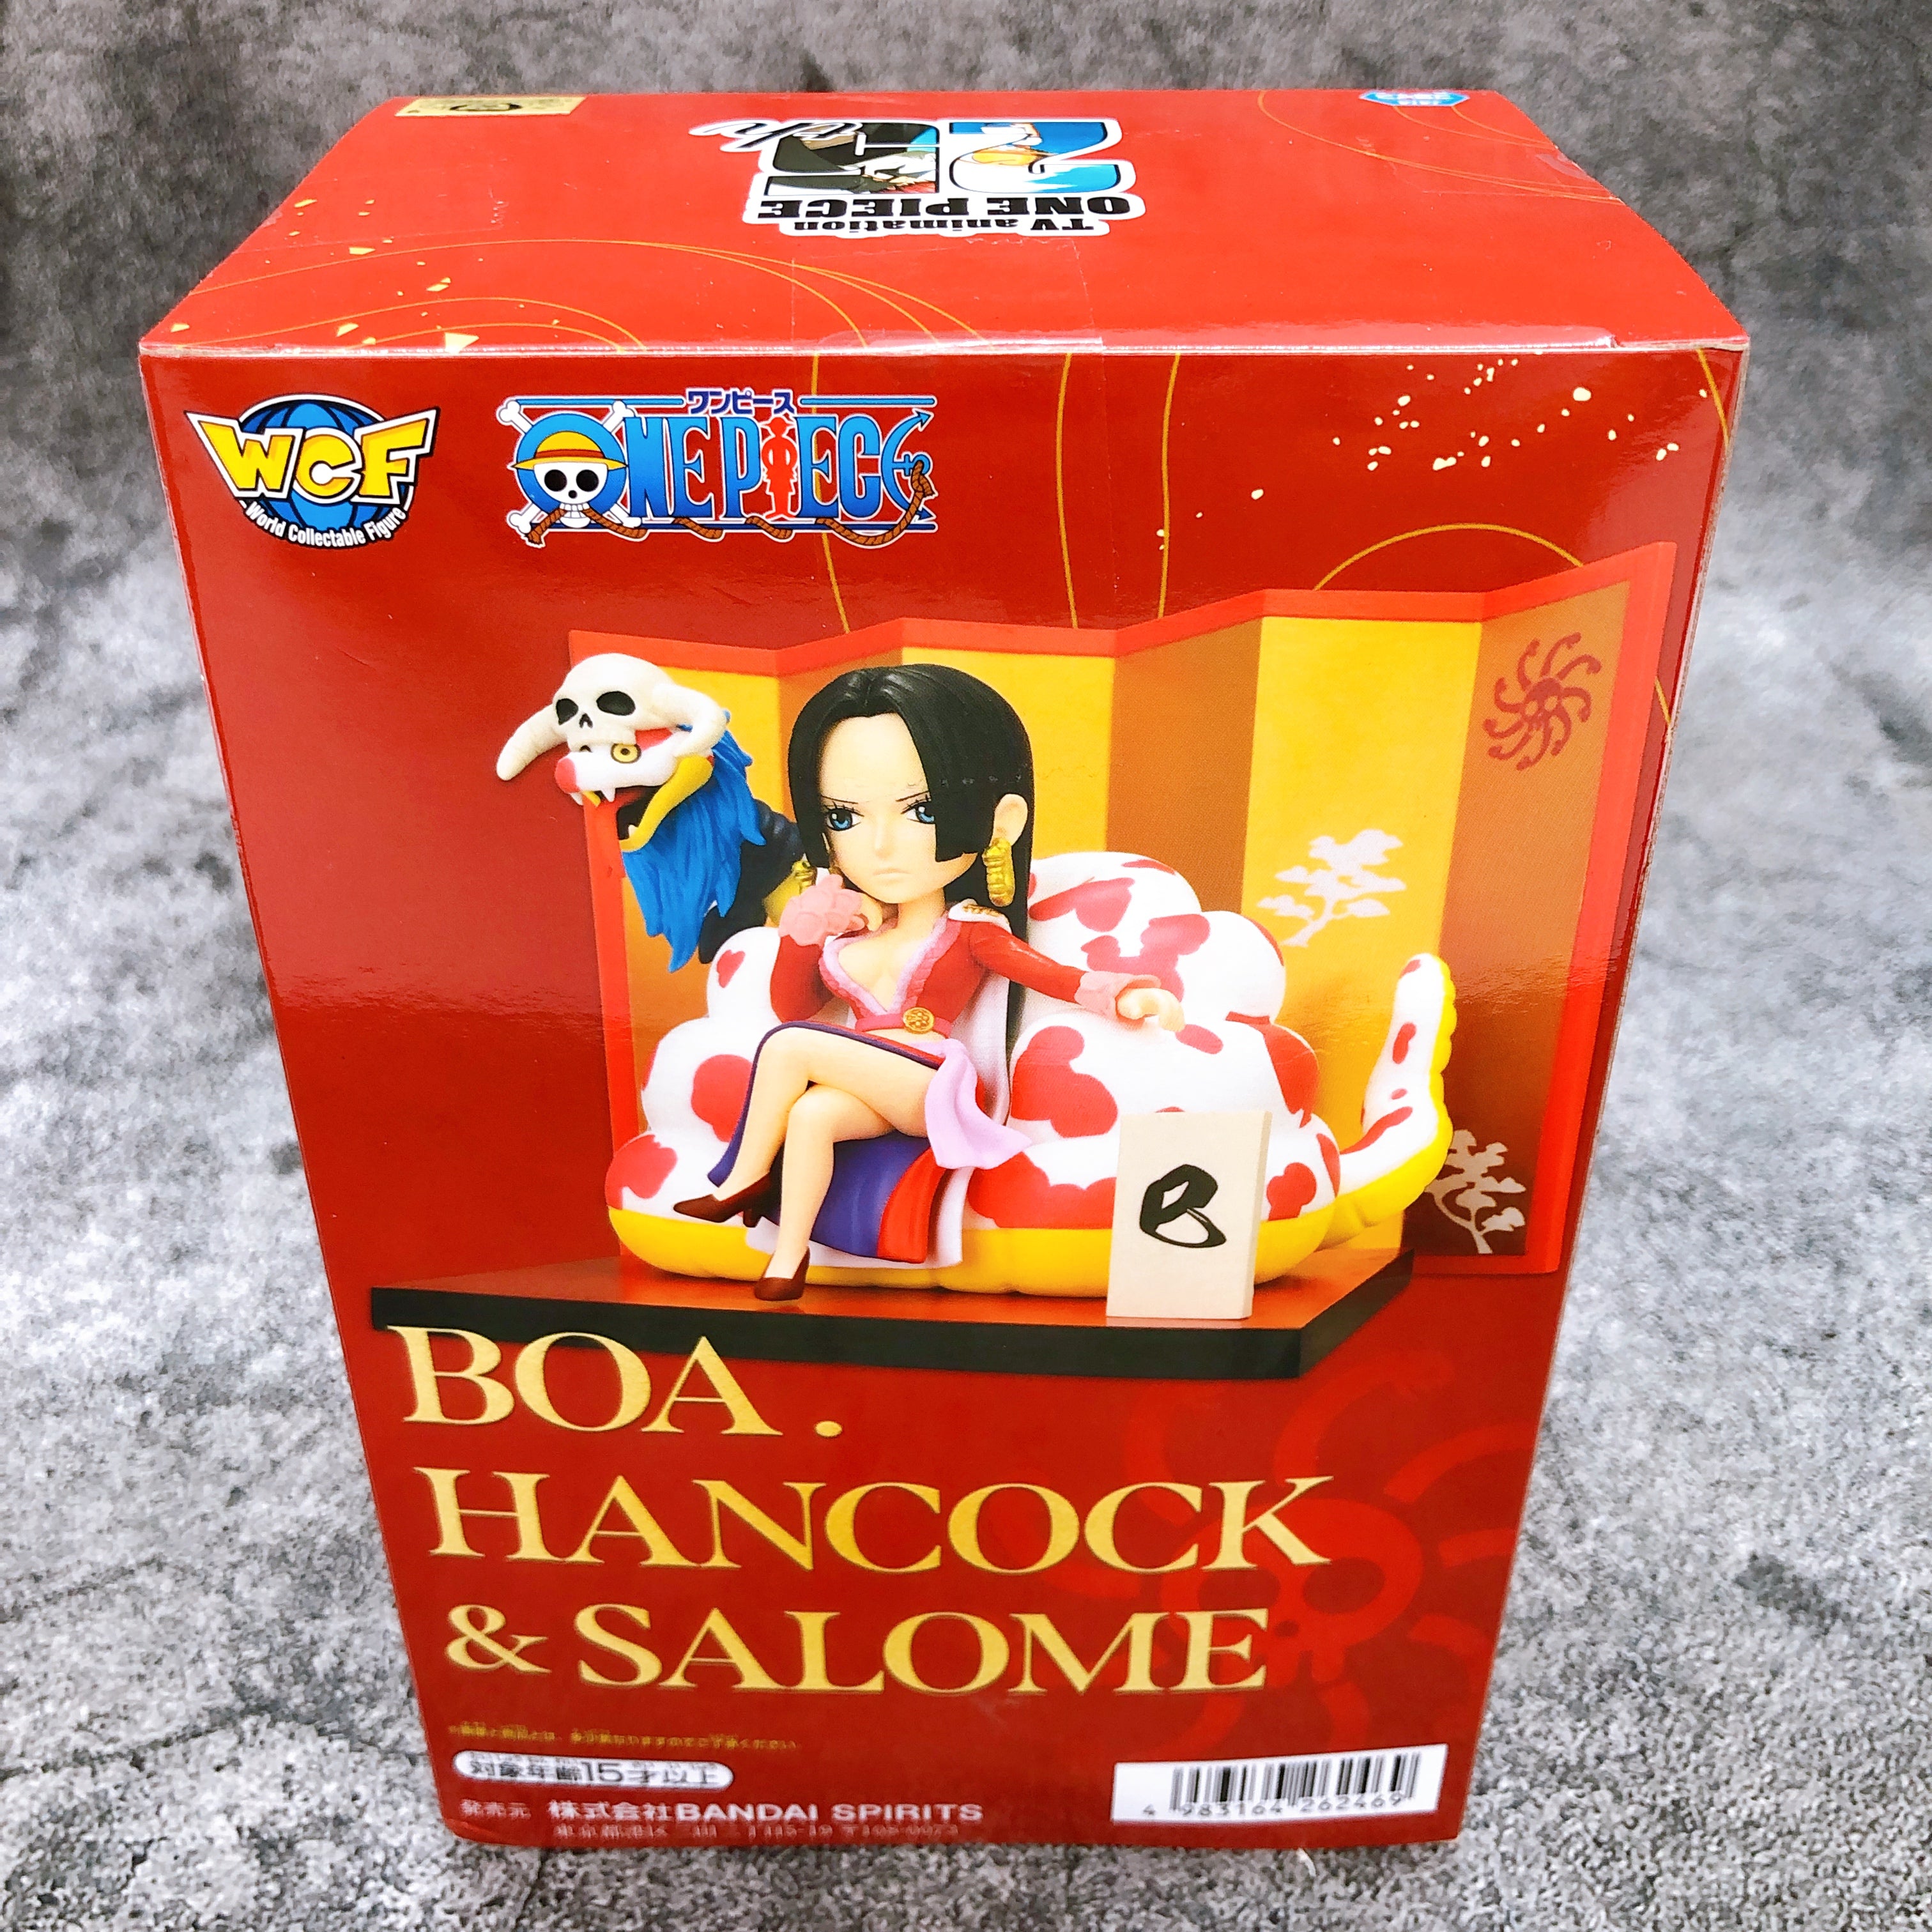 TV animation
ONE PIECE
th
WCF
World Collectable Figure
ワンピース
ONE PIECE
B
BOA.
HANCOCK
& SALOME
対象年齢15才以上
発売元 株式会社BANDAI SPIRITS
4 983164 262469